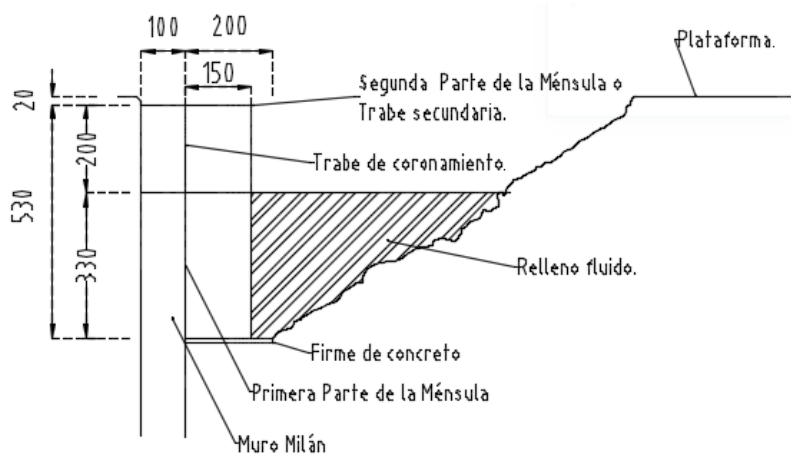 100
200
150
20
530
200
330
Plataforma.
Segunda Parte de la Ménsula o
Trabe secundaria.
Trabe de coronamiento.
Relleno fluido.
Firme de concreto
Primera Parte de la Ménsula
Muro Milán